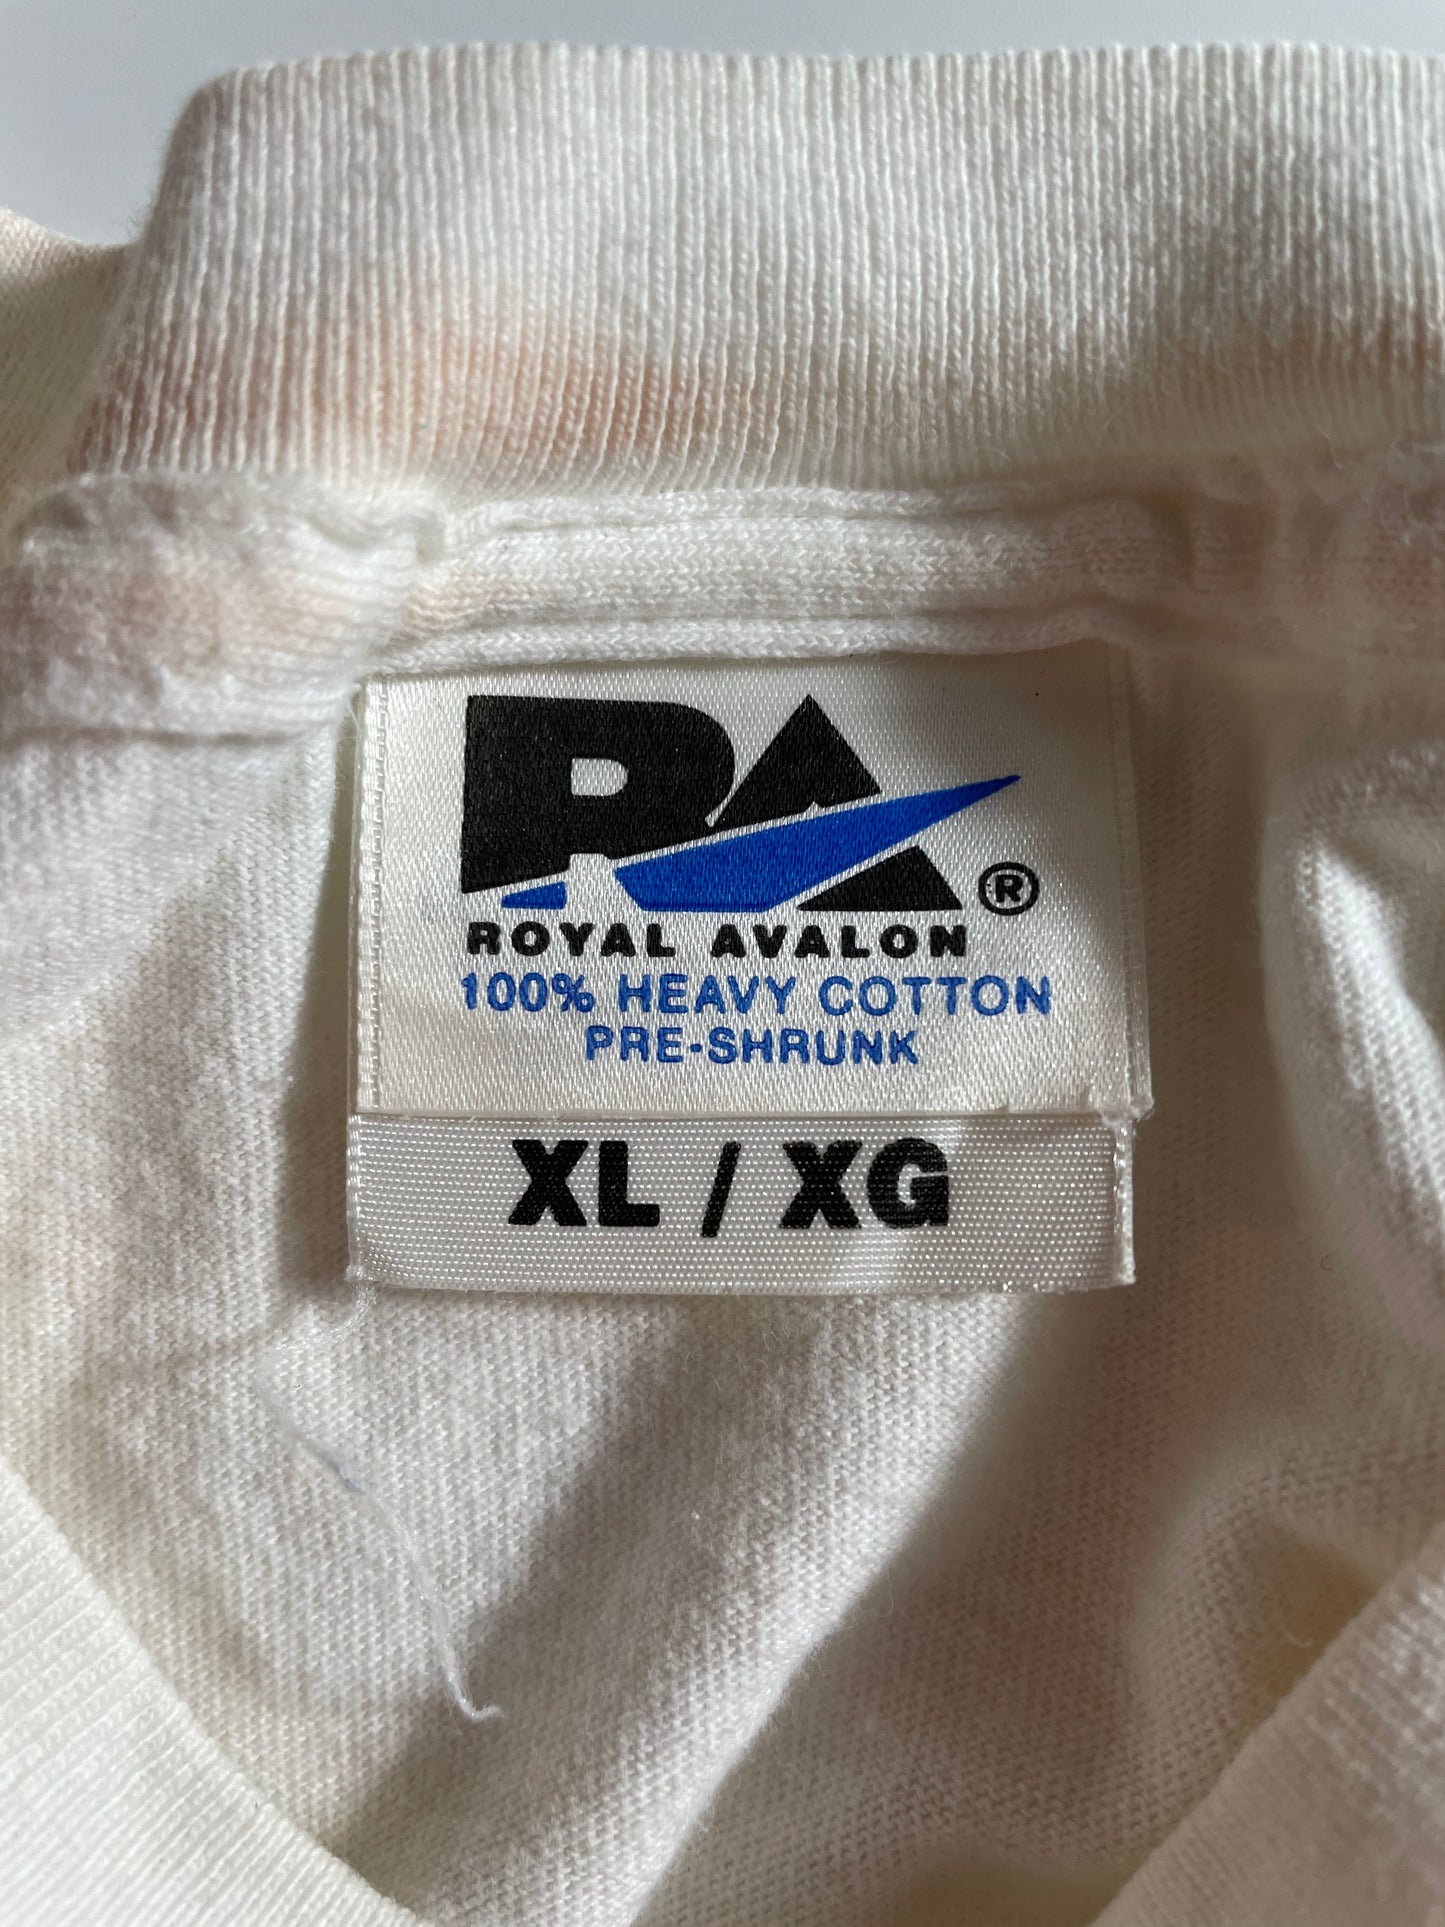 RA ®
ROYAL AVALON
100% HEAVY COTTON
PRE-SHRUNK
XL / XG